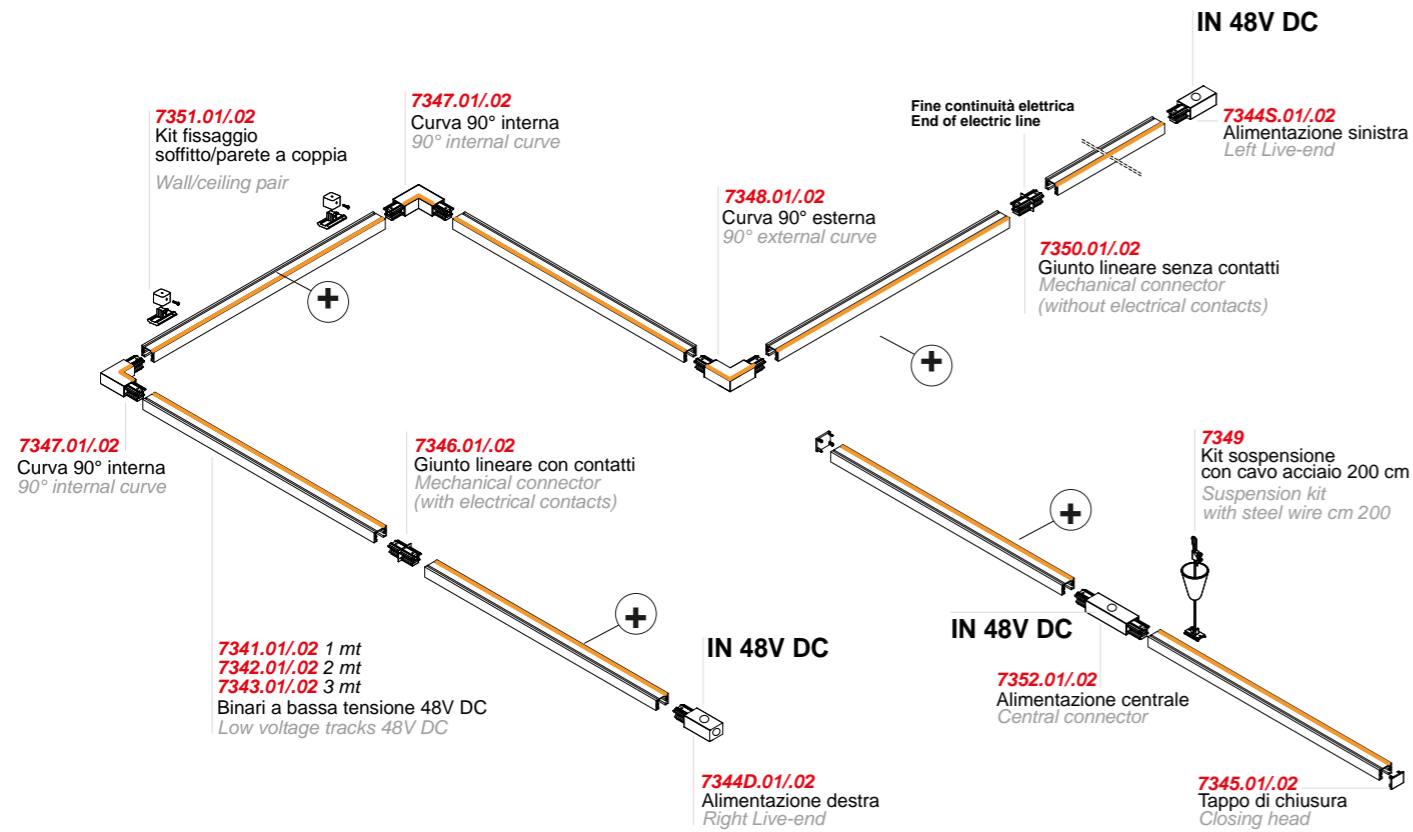 IN 48V DC
7351.01/.02
Kit fissaggio
soffitto/parete a coppia
Wall/ceiling pair
7347.01/.02
Curva 90° interna
90° internal curve
Fine continuità elettrica
End of electric line
7344S.01/.02
Alimentazione sinistra
Left Live-end
7348.01/.02
Curva 90° esterna
90° external curve
7350.01/.02
Giunto lineare senza contatti
Mechanical connector
(without electrical contacts)
+
+
7347.01/.02
Curva 90° interna
90° internal curve
7346.01/.02
Giunto lineare con contatti
Mechanical connector
(with electrical contacts)
7349
Kit sospensione
con cavo acciaio 200 cm
Suspension kit
with steel wire cm 200
+
+
7341.01/.02 1 mt
7342.01/.02 2 mt
7343.01/.02 3 mt
Binari a bassa tensione 48V DC
Low voltage tracks 48V DC
IN 48V DC
IN 48V DC
7352.01/.02
Alimentazione centrale
Central connector
7344D.01/.02
Alimentazione destra
Right Live-end
7345.01/.02
Tappo di chiusura
Closing head